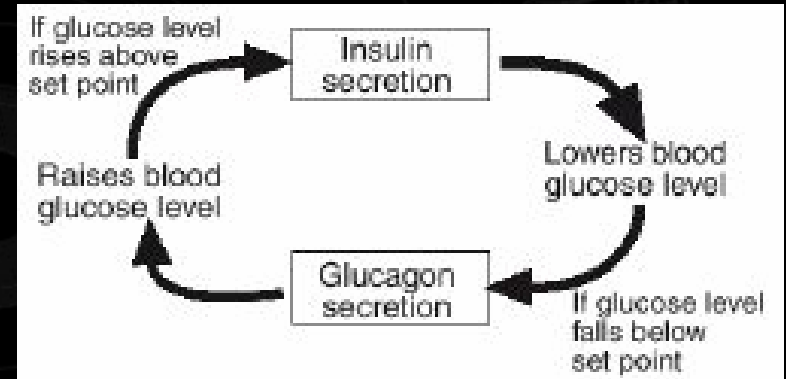 If glucose level
rises above
set point
Insulin
secretion
Lowers blood
glucose level
If glucose level
falls below
set point
Glucagon
secretion
Raises blood
glucose level